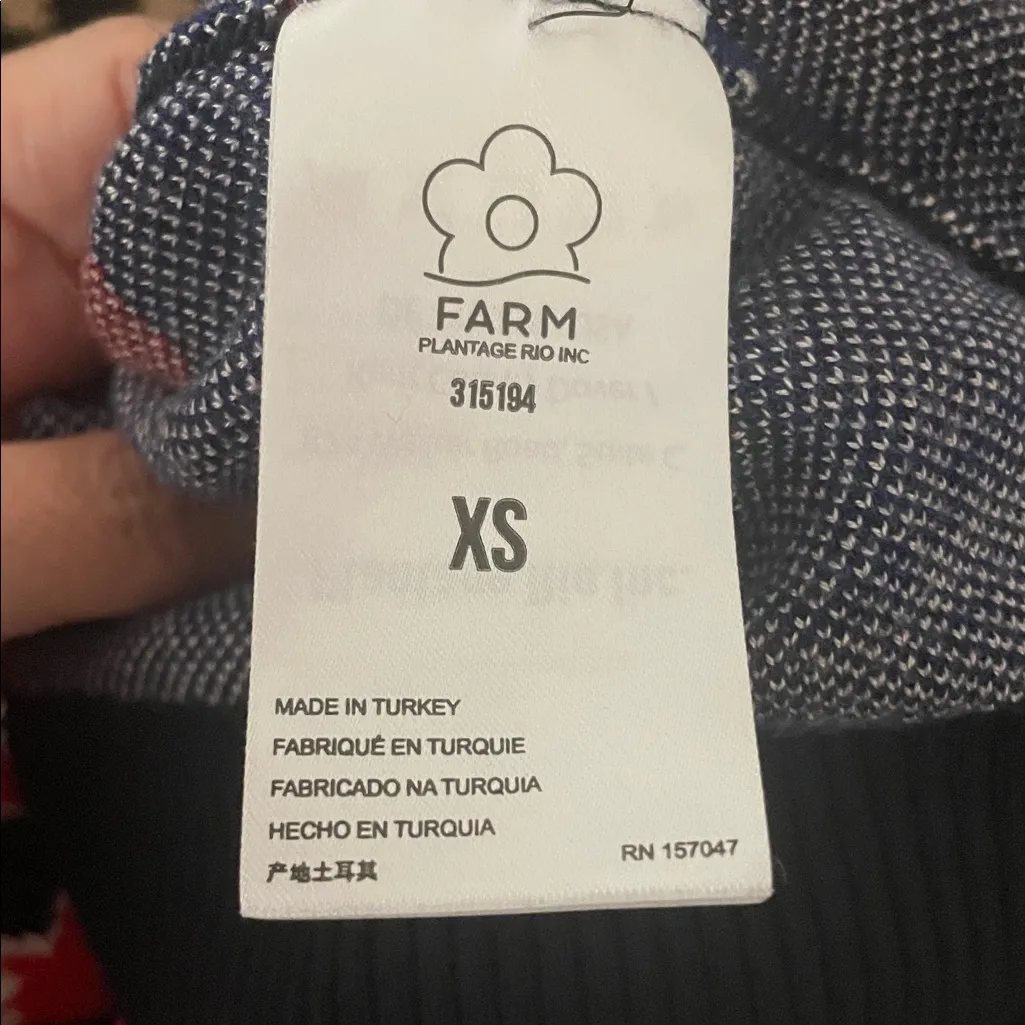 FARM
PLANTAGE RIO INC
315194
XS
MADE IN TURKEY
FABRIQUÉ EN TURQUIE
FABRICADO NA TURQUIA
HECHO EN TURQUIA
产地土耳其
RN 157047